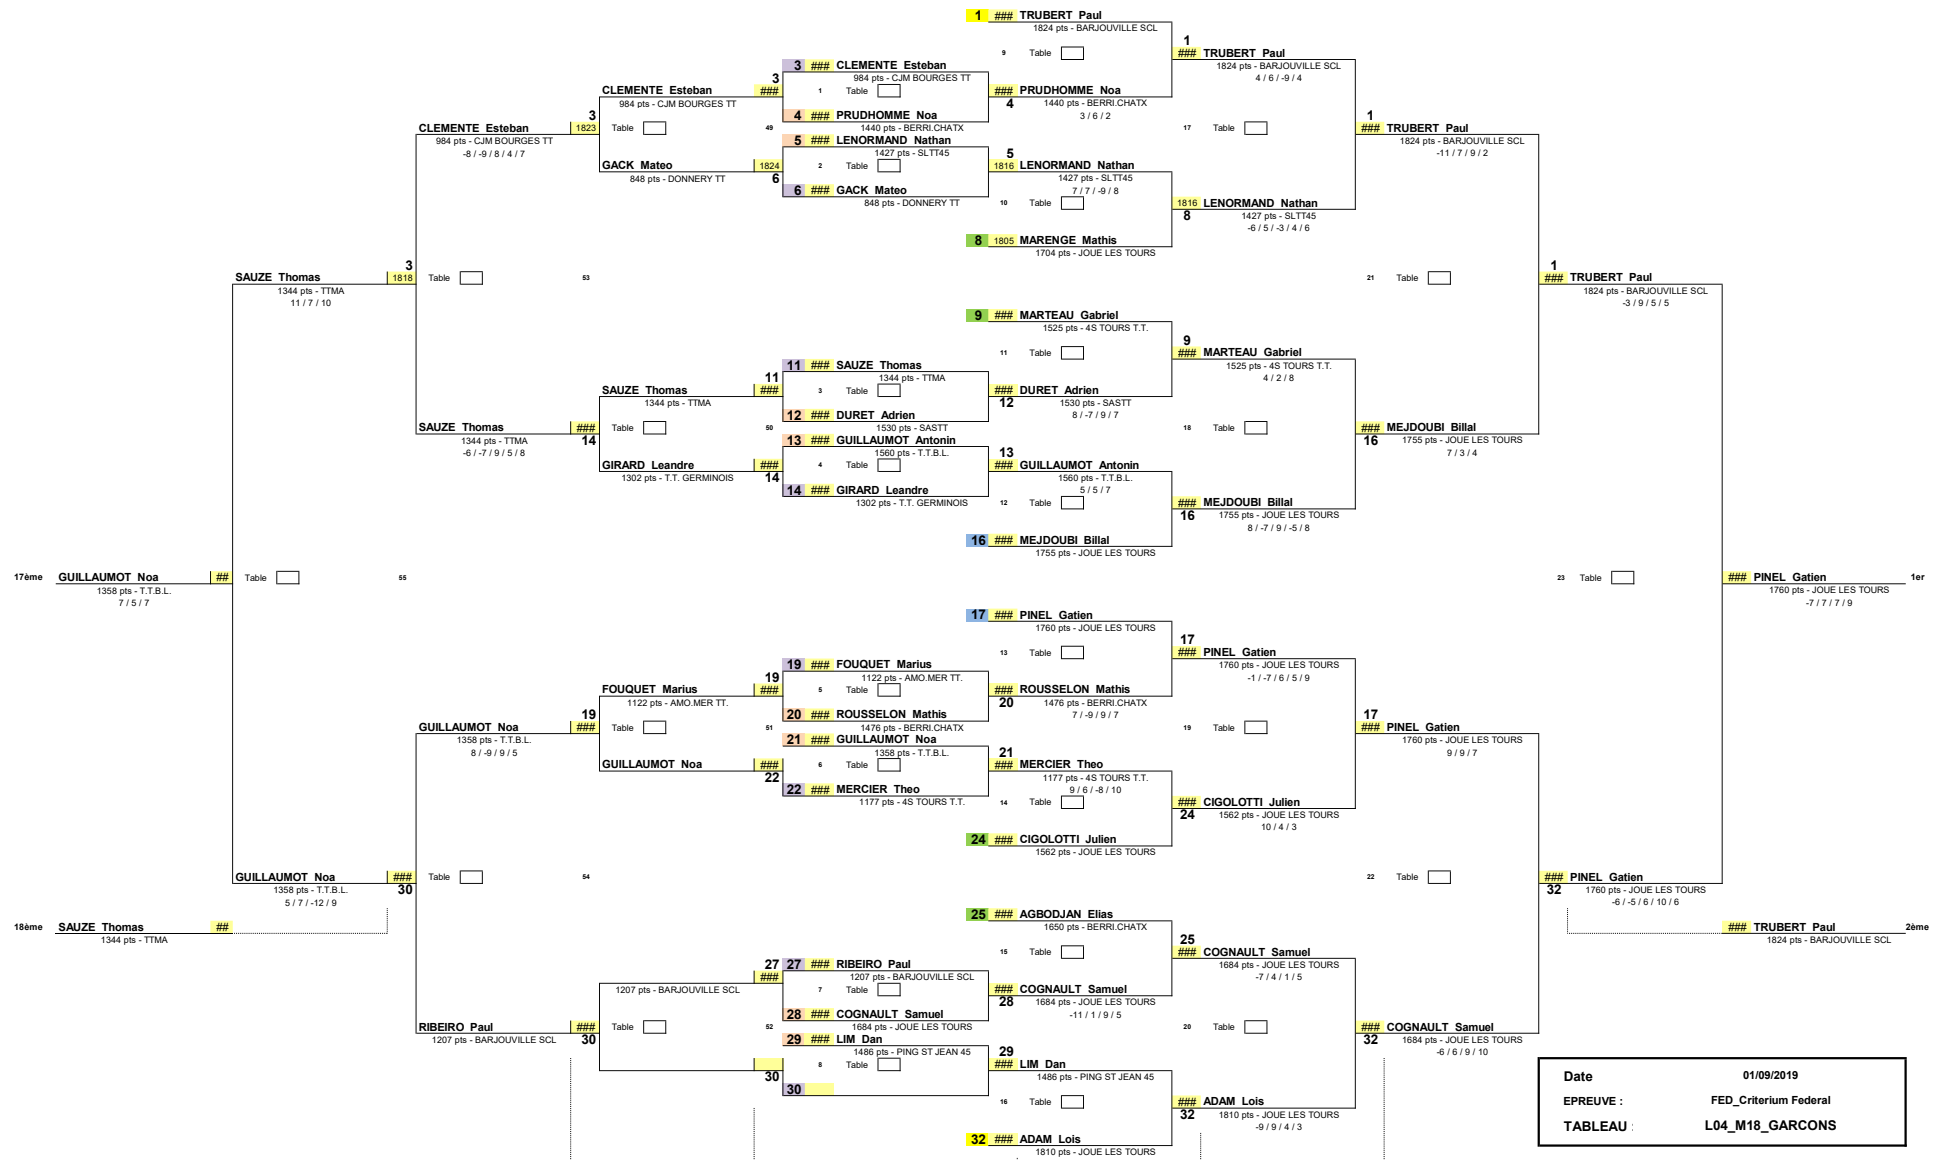 1 ### TRUBERT Paul
1824 pts - BARJOUVILLE SCL
9 Table
1
### TRUBERT Paul
1824 pts - BARJOUVILLE SCL
4 / 6 / -9 / 4
3 ### CLEMENTE Esteban
984 pts - CJM BOURGES TT
3
CLEMENTE Esteban ###
984 pts - CJM BOURGES TT
1 Table
### PRUDHOMME Noa
4
1440 pts - BERRI.CHATX
3 / 6 / 2
4 ### PRUDHOMME Noa
1440 pts - BERRI.CHATX
3
CLEMENTE Esteban 1823
984 pts - CJM BOURGES TT
-8 / -9 / 8 / 4 / 7
Table 49
17 Table
1
### TRUBERT Paul
1824 pts - BARJOUVILLE SCL
-11 / 7 / 9 / 2
5 ### LENORMAND Nathan
1427 pts - SLTT45
GACK Mateo 1824
848 pts - DONNERY TT
6
2 Table
5
1816 LENORMAND Nathan
1427 pts - SLTT45
7 / 7 / -9 / 8
6 ### GACK Mateo
848 pts - DONNERY TT
10 Table
1816 LENORMAND Nathan
8
1427 pts - SLTT45
-6 / 5 / -3 / 4 / 6
8 1805 MARENGE Mathis
1704 pts - JOUE LES TOURS
3
SAUZE Thomas 1818
1344 pts - TTMA
11 / 7 / 10
Table 53
21 Table
1
### TRUBERT Paul
1824 pts - BARJOUVILLE SCL
-3 / 9 / 5 / 5
9 ### MARTEAU Gabriel
1525 pts - 4S TOURS T.T.
11 Table
9
### MARTEAU Gabriel
1525 pts - 4S TOURS T.T.
4 / 2 / 8
11 ### SAUZE Thomas
1344 pts - TTMA
11
SAUZE Thomas ###
1344 pts - TTMA
3 Table
### DURET Adrien
12
1530 pts - SASTT
8 / -7 / 9 / 7
12 ### DURET Adrien
1530 pts - SASTT
SAUZE Thomas ###
14
1344 pts - TTMA
-6 / -7 / 9 / 5 / 8
Table 50
18 Table
### MEJDOUBI Billal
16
1755 pts - JOUE LES TOURS
7 / 3 / 4
13 ### GUILLAUMOT Antonin
1560 pts - T.T.B.L.
GIRARD Leandre ###
14
1302 pts - T.T. GERMINOIS
4 Table
13
### GUILLAUMOT Antonin
1560 pts - T.T.B.L.
5 / 5 / 7
14 ### GIRARD Leandre
1302 pts - T.T. GERMINOIS
12 Table
### MEJDOUBI Billal
16
1755 pts - JOUE LES TOURS
8 / -7 / 9 / -5 / 8
16 ### MEJDOUBI Billal
1755 pts - JOUE LES TOURS
17ème GUILLAUMOT Noa ##
1358 pts - T.T.B.L.
7 / 5 / 7
Table 55
23 Table
### PINEL Gatien 1er
1760 pts - JOUE LES TOURS
-7 / 7 / 7 / 9
17 ### PINEL Gatien
1760 pts - JOUE LES TOURS
13 Table
17
### PINEL Gatien
1760 pts - JOUE LES TOURS
-1 / -7 / 6 / 5 / 9
19 ### FOUQUET Marius
1122 pts - AMO.MER TT.
19
FOUQUET Marius ###
1122 pts - AMO.MER TT.
5 Table
### ROUSSELON Mathis
20
1476 pts - BERRI.CHATX
7 / -9 / 9 / 7
20 ### ROUSSELON Mathis
1476 pts - BERRI.CHATX
19
GUILLAUMOT Noa ###
1358 pts - T.T.B.L.
8 / -9 / 9 / 5
Table 51
19 Table
17
### PINEL Gatien
1760 pts - JOUE LES TOURS
9 / 9 / 7
21 ### GUILLAUMOT Noa
1358 pts - T.T.B.L.
GUILLAUMOT Noa ###
22
6 Table
21
### MERCIER Theo
1177 pts - 4S TOURS T.T.
9 / 6 / -8 / 10
22 ### MERCIER Theo
1177 pts - 4S TOURS T.T.
14 Table
### CIGOLOTTI Julien
24
1562 pts - JOUE LES TOURS
10 / 4 / 3
24 ### CIGOLOTTI Julien
1562 pts - JOUE LES TOURS
GUILLAUMOT Noa ###
30
1358 pts - T.T.B.L.
5 / 7 / -12 / 9
Table 54
22 Table
### PINEL Gatien
32
1760 pts - JOUE LES TOURS
-6 / -5 / 6 / 10 / 6
25 ### AGBODJAN Elias
1650 pts - BERRI.CHATX
18ème SAUZE Thomas ##
1344 pts - TTMA
### TRUBERT Paul 2ème
1824 pts - BARJOUVILLE SCL
15 Table
25
### COGNAULT Samuel
1684 pts - JOUE LES TOURS
-7 / 4 / 1 / 5
27 27 ### RIBEIRO Paul
1207 pts - BARJOUVILLE SCL
###
1207 pts - BARJOUVILLE SCL
7 Table
### COGNAULT Samuel
28
1684 pts - JOUE LES TOURS
-11 / 1 / 9 / 5
28 ### COGNAULT Samuel
1684 pts - JOUE LES TOURS
RIBEIRO Paul ###
30
1207 pts - BARJOUVILLE SCL
Table 52
20 Table
### COGNAULT Samuel
32
1684 pts - JOUE LES TOURS
-6 / 6 / 9 / 10
29 ### LIM Dan
1486 pts - PING ST JEAN 45
30
8 Table
29
### LIM Dan
1486 pts - PING ST JEAN 45
30
16 Table
### ADAM Lois
32
1810 pts - JOUE LES TOURS
-9 / 9 / 4 / 3
32 ### ADAM Lois
1810 pts - JOUE LES TOURS
Date 01/09/2019
EPREUVE : FED_Criterium Federal
TABLEAU : L04_M18_GARCONS